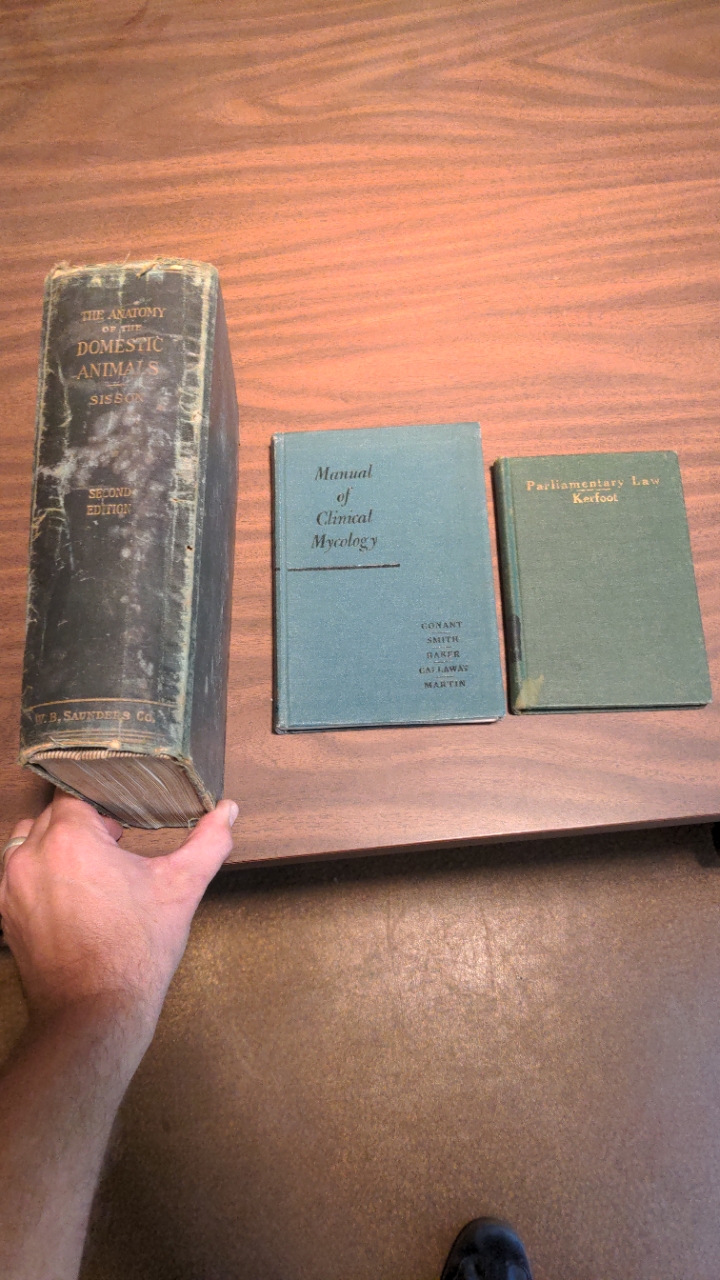 THE ANATOMY
OF THE
DOMESTIC
ANIMALS
SISSON
SECOND
EDITION
W. B. SAUNDERS CO.
Manual
of
Clinical
Mycology
CONANT
SMITH
BAKER
CALLAWAY
MARTIN
Parliamentary Law
Kerfoot